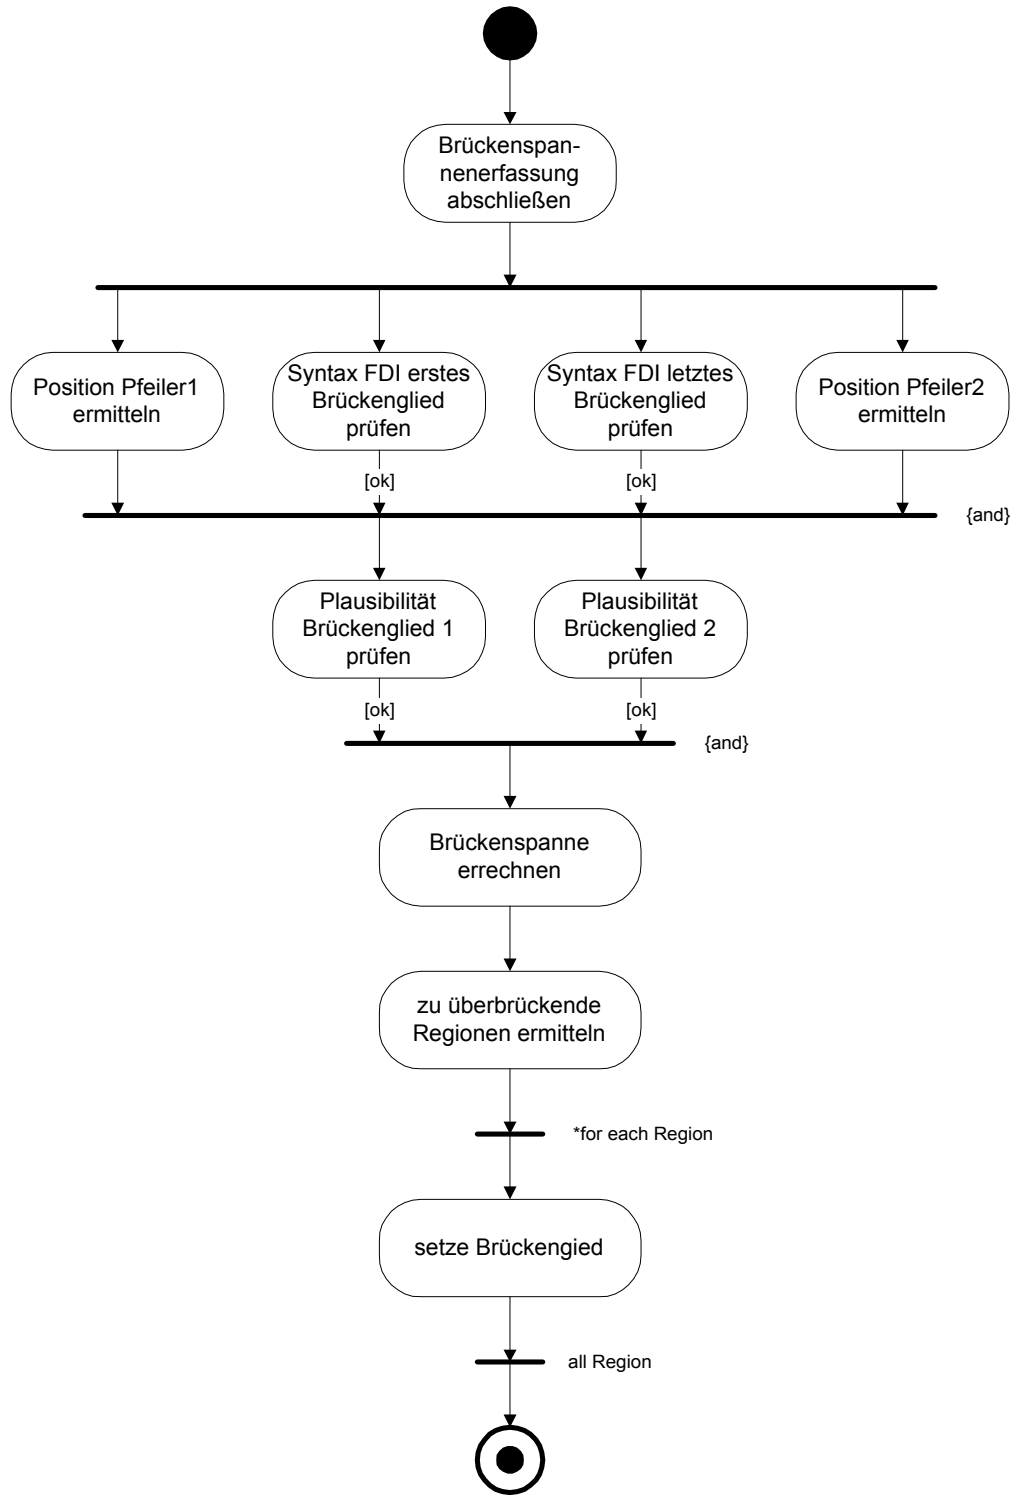 Brückenspan-
nenerfassung
abschließen
Position Pfeiler1
ermitteln
Syntax FDI erstes
Brückenglied
prüfen
Syntax FDI letztes
Brückenglied
prüfen
Position Pfeiler2
ermitteln
[ok]
[ok]
{and}
Plausibilität
Brückenglied 1
prüfen
Plausibilität
Brückenglied 2
prüfen
[ok]
[ok]
{and}
Brückenspanne
errechnen
zu überbrückende
Regionen ermitteln
*for each Region
setze Brückengied
all Region